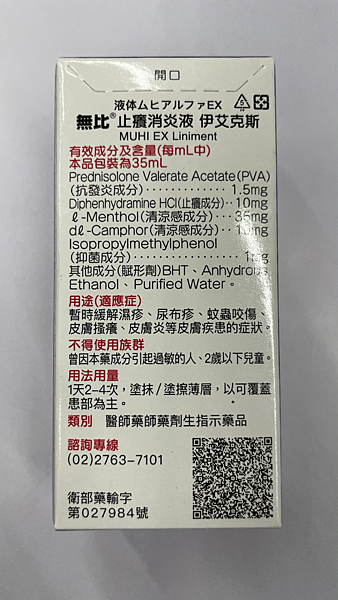 開口
液体ムヒアルファEX
無比®止癢消炎液 伊艾克斯
MUHI EX Liniment
有效成分及含量(每mL中)
本品包裝為35mL
Prednisolone Valerate Acetate(PVA)
(抗發炎成分)·············1.5mg
Diphenhydramine HCl(止癢成分)··10mg
ℓ-Menthol(清涼感成分)···35mg
dℓ-Camphor(清涼感成分)··10mg
Isopropylmethylphenol
(抑菌成分)················1mg
其他成分(賦形劑)BHT、Anhydrous
Ethanol、Purified Water。
用途(適應症)
暫時緩解濕疹、尿布疹、蚊蟲咬傷、
皮膚搔癢、皮膚炎等皮膚疾患的症狀。
不得使用族群
曾因本藥成分引起過敏的人、2歲以下兒童。
用法用量
1天2-4次，塗抹/塗擦薄層，以可覆蓋
患部為主。
類別 醫師藥師藥劑生指示藥品
諮詢專線
(02)2763-7101
衛部藥輸字
第027984號